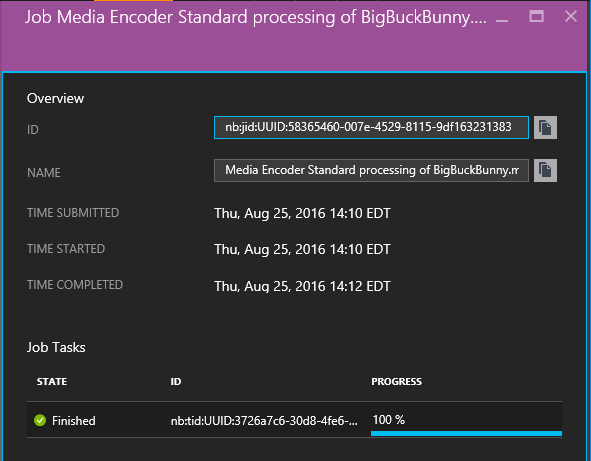 Job Media Encoder Standard processing of BigBuckBunny....
Overview
ID nb:jid:UUID:58365460-007e-4529-8115-9df163231383
NAME Media Encoder Standard processing of BigBuckBunny.m
TIME SUBMITTED Thu, Aug 25, 2016 14:10 EDT
TIME STARTED Thu, Aug 25, 2016 14:10 EDT
TIME COMPLETED Thu, Aug 25, 2016 14:12 EDT
Job Tasks
STATE ID PROGRESS
Finished nb:tid:UUID:3726a7c6-30d8-4fe6-... 100 %